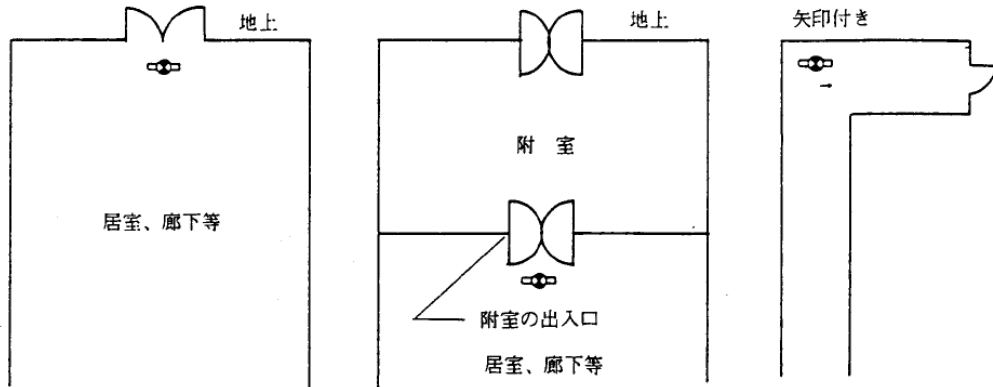 地上
居室、廊下等
地上
附 室
附室の出入口
居室、廊下等
矢印付き